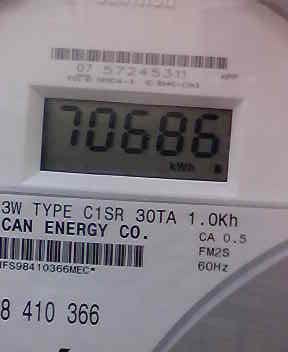 07 57245311
70686
kWh
3W TYPE C1SR 30TA 1.0Kh
CAN ENERGY CO.
CA 0.5
FM2S
60Hz
IFS98410366MEC*
8 410 366